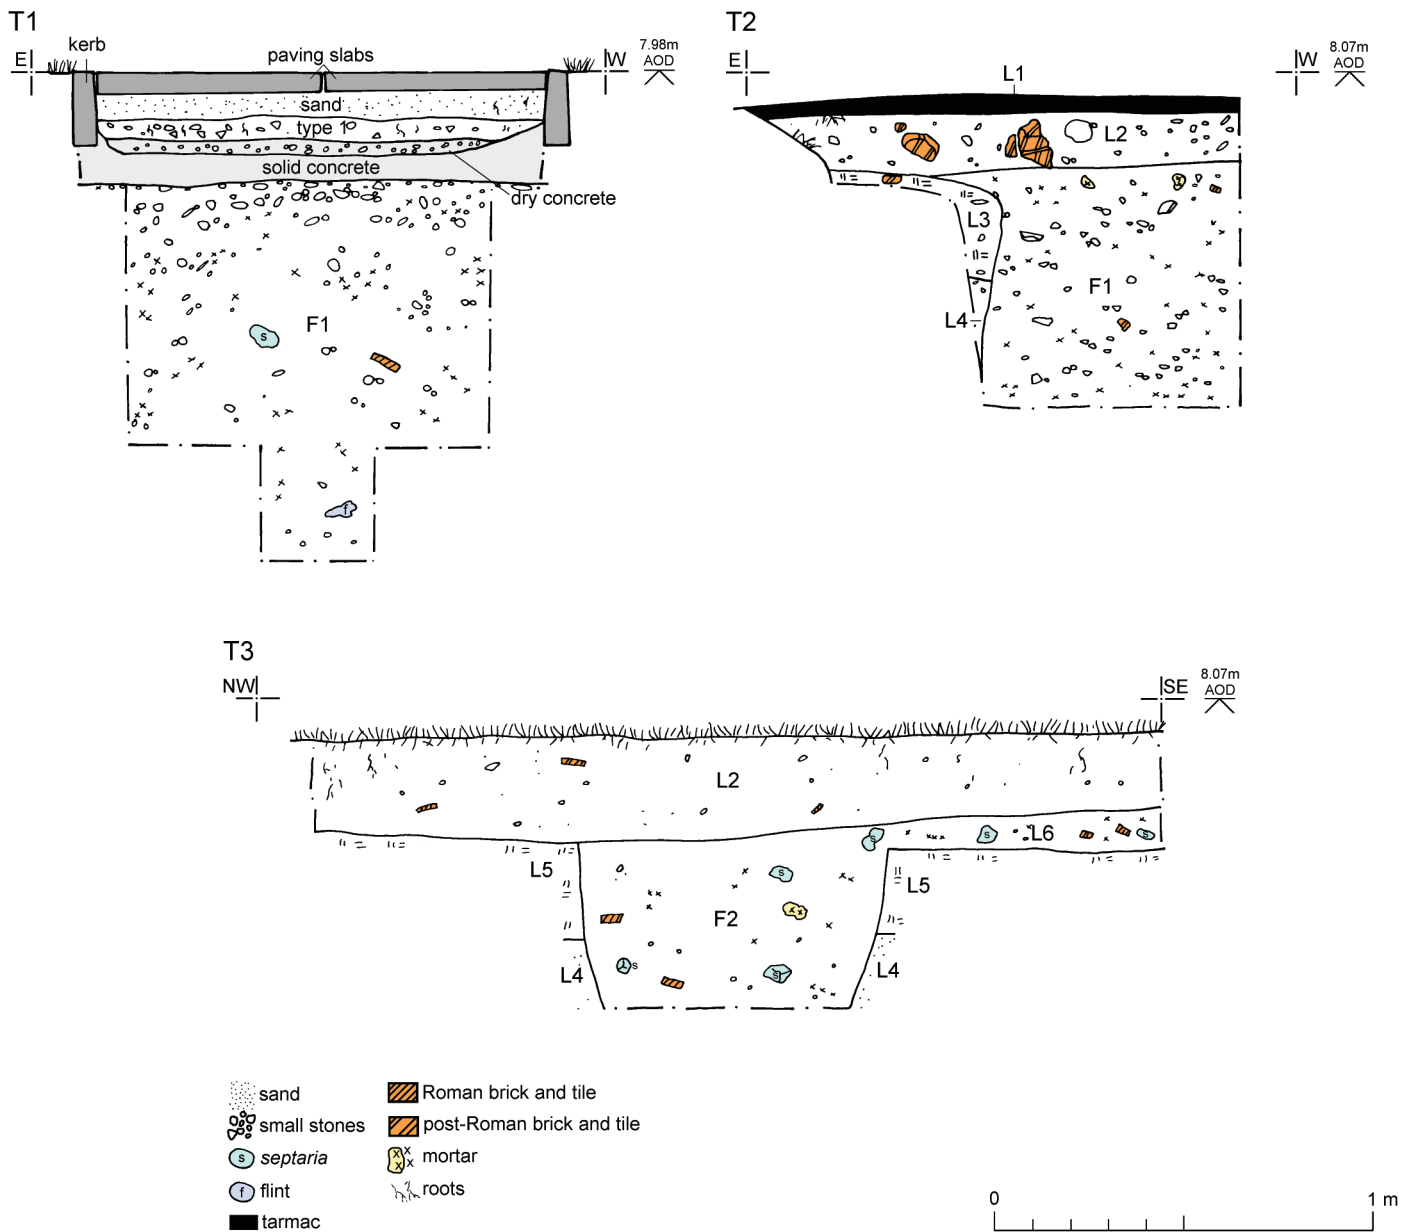 T1
E
kerb
paving slabs
W
7.98m
AOD
sand
type 1
solid concrete
dry concrete
F1
s
f
T2
E
L1
W
8.07m
AOD
L2
L3
F1
L4
T3
NW
SE
8.07m
AOD
L2
L6
s
s
s
L5
L5
s
F2
s
s
L4
L4
sand
small stones
s septaria
f flint
tarmac
Roman brick and tile
post-Roman brick and tile
mortar
roots
0
1 m